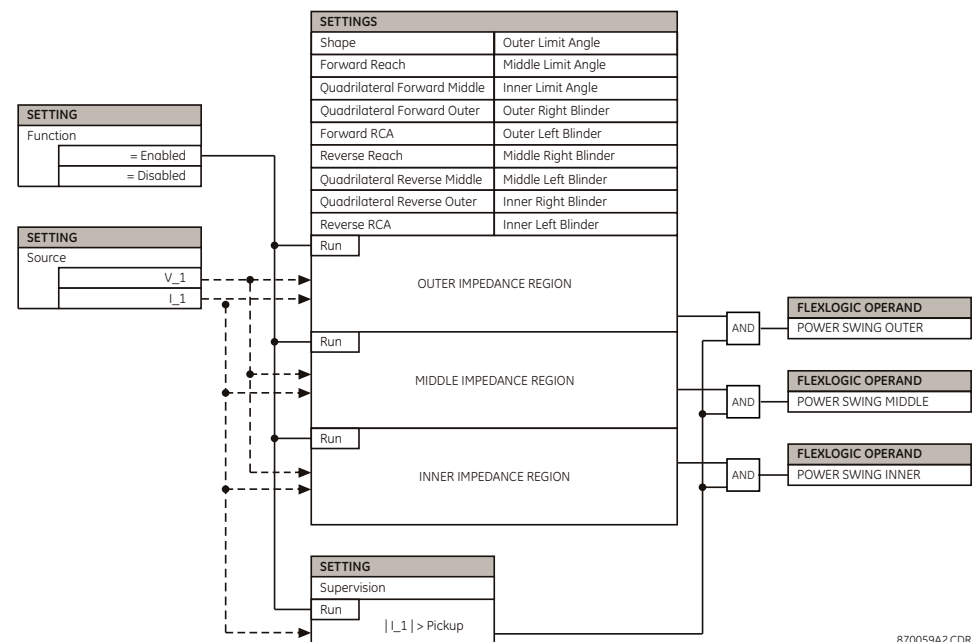 SETTINGS
Shape Outer Limit Angle
Forward Reach Middle Limit Angle
Quadrilateral Forward Middle Inner Limit Angle
Quadrilateral Forward Outer Outer Right Blinder
Forward RCA Outer Left Blinder
Reverse Reach Middle Right Blinder
Quadrilateral Reverse Middle Middle Left Blinder
Quadrilateral Reverse Outer Inner Right Blinder
Reverse RCA Inner Left Blinder
SETTING
Function
= Enabled
= Disabled
SETTING
Source
V_1
I_1
Run
OUTER IMPEDANCE REGION
Run
MIDDLE IMPEDANCE REGION
Run
INNER IMPEDANCE REGION
AND
FLEXLOGIC OPERAND
POWER SWING OUTER
AND
FLEXLOGIC OPERAND
POWER SWING MIDDLE
AND
FLEXLOGIC OPERAND
POWER SWING INNER
SETTING
Supervision
Run
| I_1 | > Pickup
870059A2.CDR